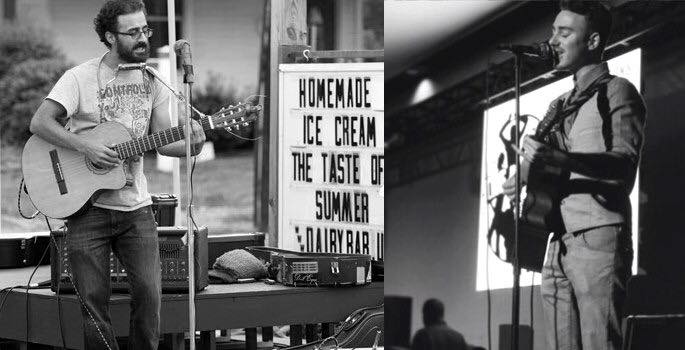 HOMEMADE
ICE CREAM
THE TASTE OF
SUMMER
DAIRY BAR